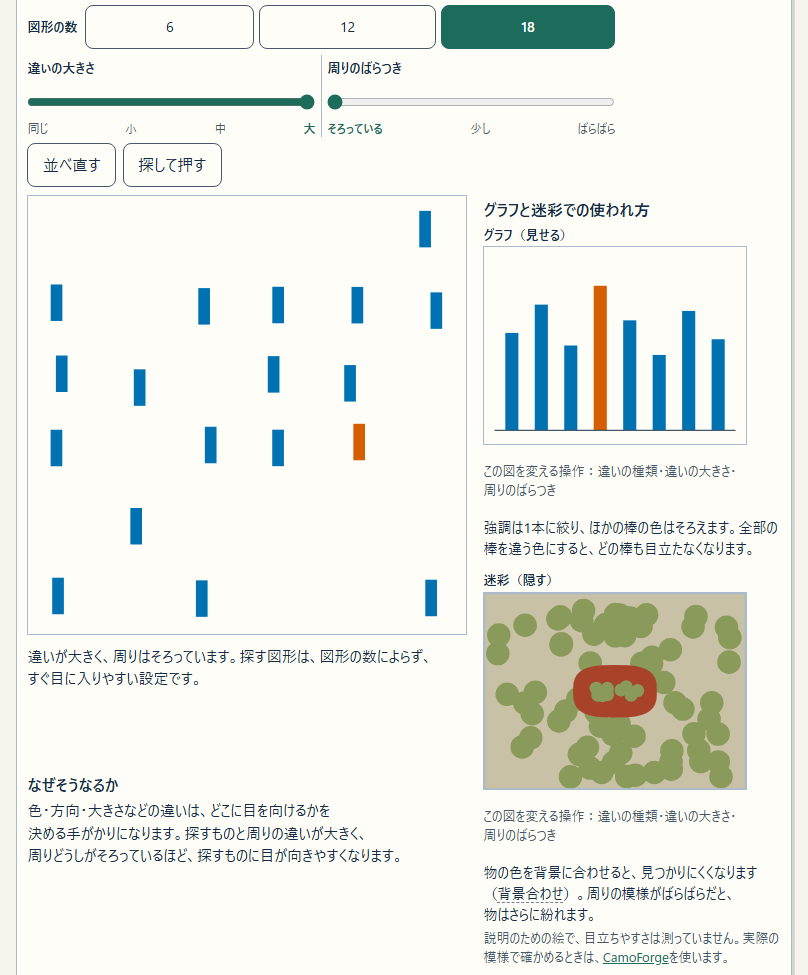 図形の数
6
12
18
違いの大きさ
周りのばらつき
同じ
小
中
大
そろっている
少し
ばらばら
並べ直す
探して押す
違いが大きく、周りはそろっています。探す図形は、図形の数によらず、
すぐ目に入りやすい設定です。
なぜそうなるか
色・方向・大きさなどの違いは、どこに目を向けるかを
決める手がかりになります。探すものと周りの違いが大きく、
周りどうしがそろっているほど、探すものに目が向きやすくなります。
グラフと迷彩での使われ方
グラフ（見せる）
この図を変える操作：違いの種類・違いの大きさ・
周りのばらつき
強調は1本に絞り、ほかの棒の色はそろえます。全部の
棒を違う色にすると、どの棒も目立たなくなります。
迷彩（隠す）
この図を変える操作：違いの種類・違いの大きさ・
周りのばらつき
物の色を背景に合わせると、見つかりにくくなります
（背景合わせ）。周りの模様がばらばらだと、
物はさらに紛れます。
説明のための絵で、目立ちやすさは測っていません。実際の
模様で確かめるときは、CamoForgeを使います。